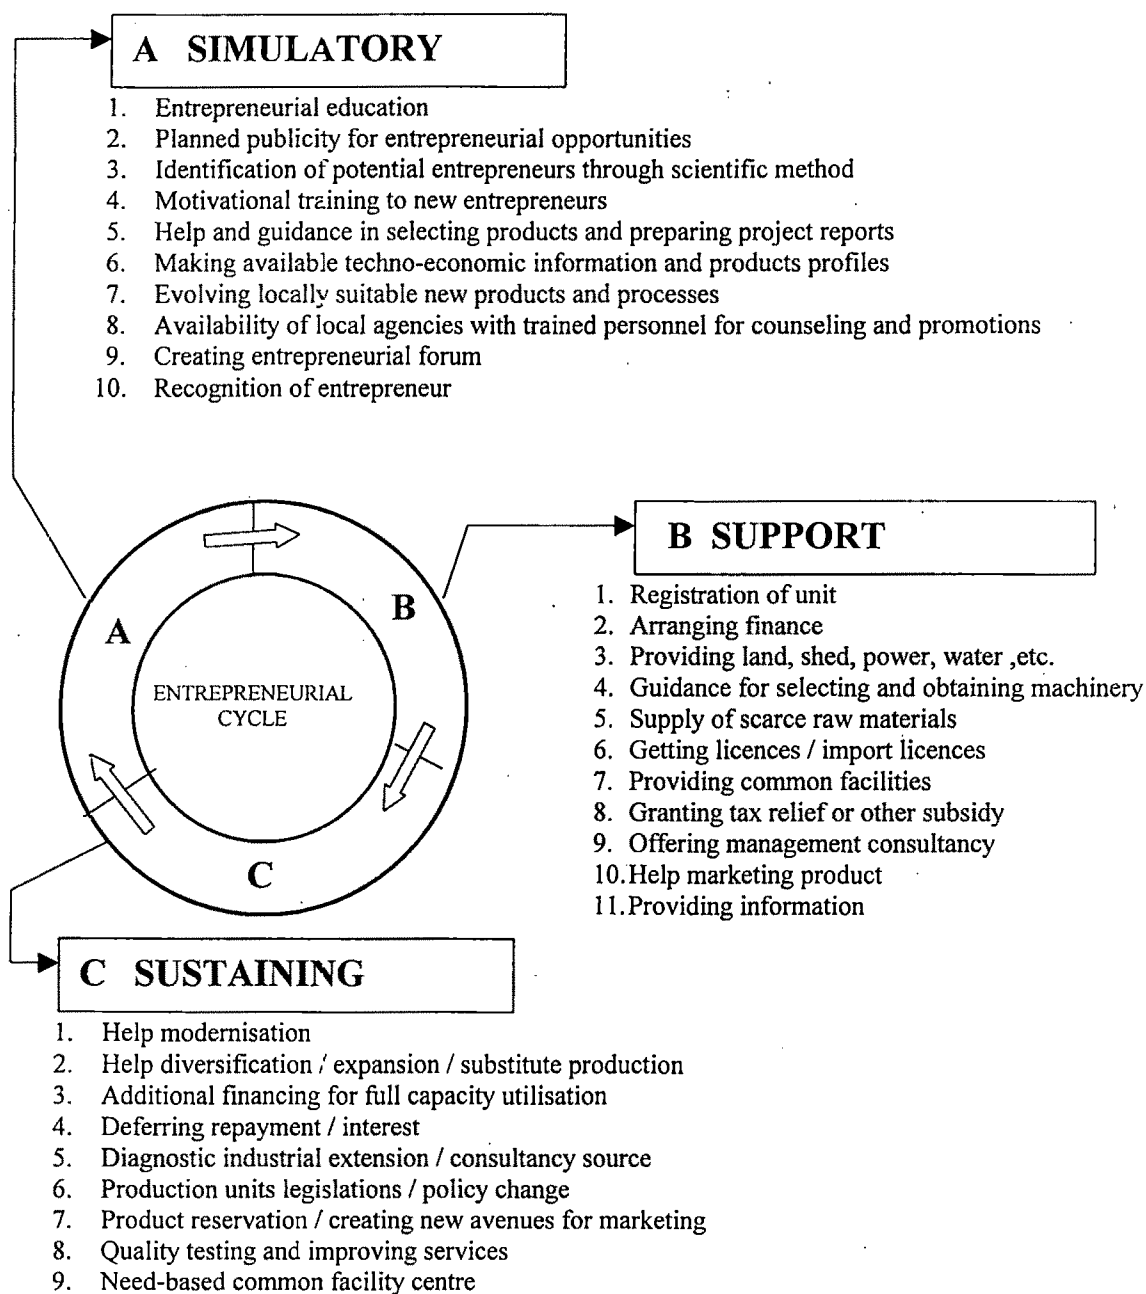 A SIMULATORY
1. Entrepreneurial education
2. Planned publicity for entrepreneurial opportunities
3. Identification of potential entrepreneurs through scientific method
4. Motivational training to new entrepreneurs
5. Help and guidance in selecting products and preparing project reports
6. Making available techno-economic information and products profiles
7. Evolving locally suitable new products and processes
8. Availability of local agencies with trained personnel for counseling and promotions
9. Creating entrepreneurial forum
10. Recognition of entrepreneur
A
B
C
ENTREPRENEURIAL
CYCLE
B SUPPORT
1. Registration of unit
2. Arranging finance
3. Providing land, shed, power, water ,etc.
4. Guidance for selecting and obtaining machinery
5. Supply of scarce raw materials
6. Getting licences / import licences
7. Providing common facilities
8. Granting tax relief or other subsidy
9. Offering management consultancy
10.Help marketing product
11.Providing information
C SUSTAINING
1. Help modernisation
2. Help diversification / expansion / substitute production
3. Additional financing for full capacity utilisation
4. Deferring repayment / interest
5. Diagnostic industrial extension / consultancy source
6. Production units legislations / policy change
7. Product reservation / creating new avenues for marketing
8. Quality testing and improving services
9. Need-based common facility centre